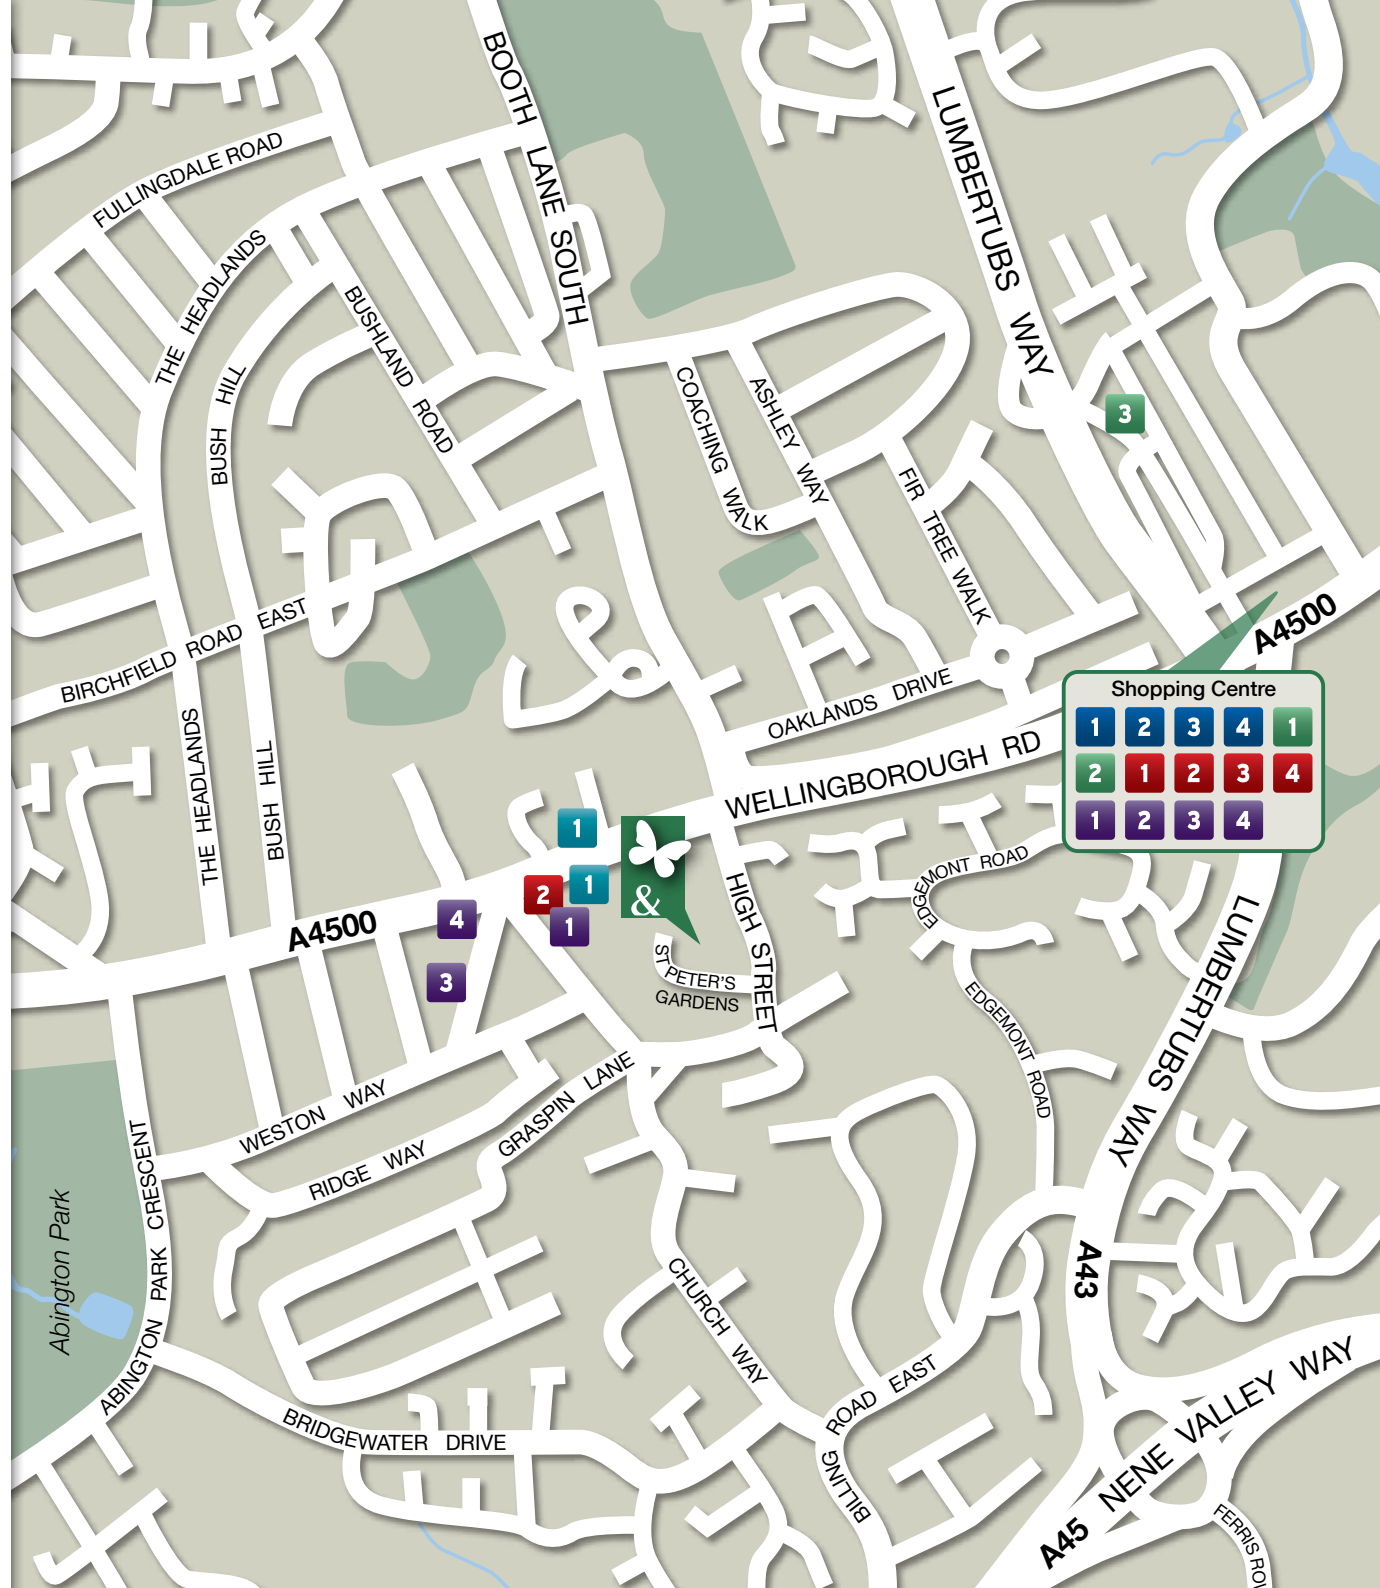 BOOTH LANE SOUTH
LUMBERTUBS WAY
FULLINGDALE ROAD
THE HEADLANDS
BUSHLAND ROAD
BUSH HILL
COACHING WALK
ASHLEY WAY
3
FIR TREE WALK
BIRCHFIELD ROAD EAST
A4500
OAKLANDS DRIVE
Shopping Centre
1 2 3 4 1
2 1 2 3 4
1 2 3 4
WELLINGBOROUGH RD
THE HEADLANDS
BUSH HILL
1
2
1
&
1
4
3
A4500
HIGH STREET
EDGEMONT ROAD
ST PETER'S
GARDENS
EDGEMONT ROAD
LUMBERTUBS WAY
WESTON WAY
RIDGE WAY
GRASPIN LANE
ABINGTON PARK CRESCENT
Abington Park
CHURCH WAY
A43
BRIDGEWATER DRIVE
BILLING ROAD EAST
A45 NENE VALLEY WAY
FERRIS RO